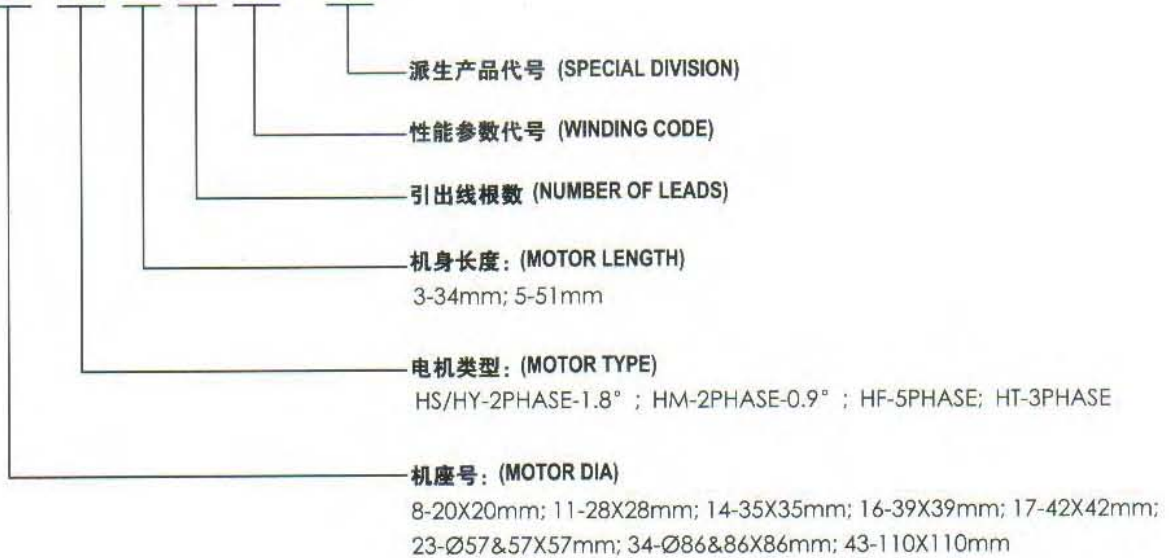 派生产品代号 (SPECIAL DIVISION)
性能参数代号 (WINDING CODE)
引出线根数 (NUMBER OF LEADS)
机身长度：(MOTOR LENGTH)
3-34mm; 5-51mm
电机类型：(MOTOR TYPE)
HS/HY-2PHASE-1.8° ; HM-2PHASE-0.9° ; HF-5PHASE; HT-3PHASE
机座号：(MOTOR DIA)
8-20X20mm; 11-28X28mm; 14-35X35mm; 16-39X39mm; 17-42X42mm;
23-Ø57&57X57mm; 34-Ø86&86X86mm; 43-110X110mm